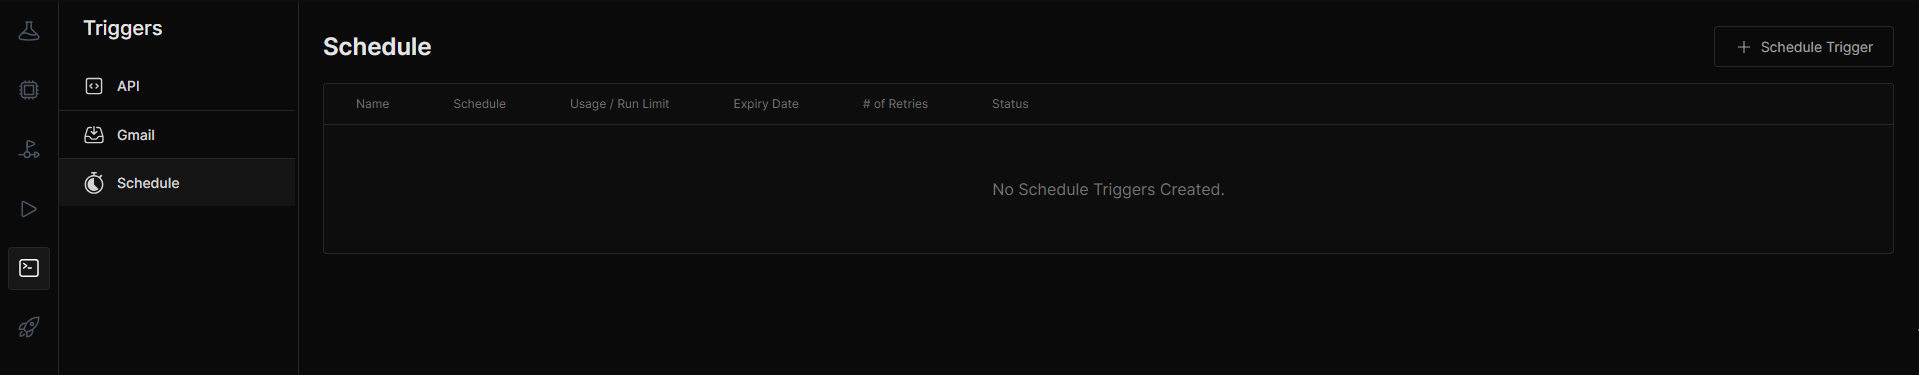 Triggers
API
Gmail
Schedule
Schedule
Schedule Trigger
Name Schedule Usage / Run Limit Expiry Date # of Retries Status
No Schedule Triggers Created.